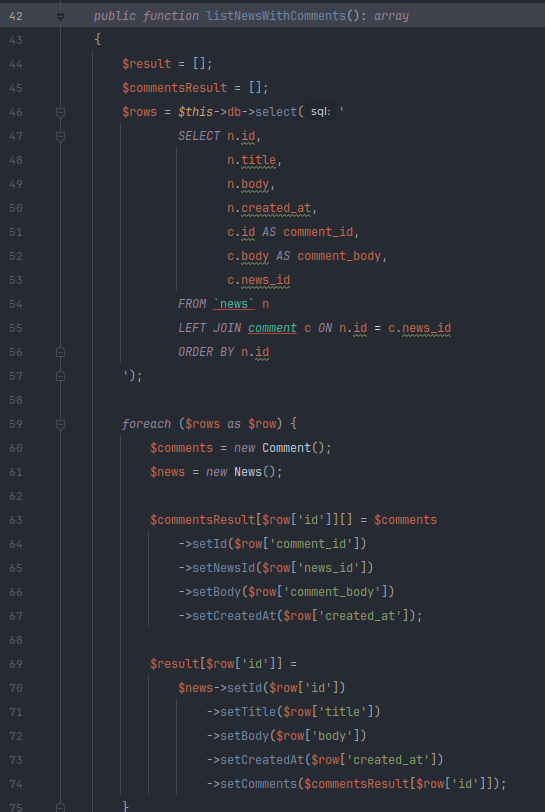 42 public function listNewsWithComments(): array
43 {
44 $result = [];
45 $commentsResult = [];
46 $rows = $this->db->select( sql: '
47 SELECT n.id,
48 n.title,
49 n.body,
50 n.created_at,
51 c.id AS comment_id,
52 c.body AS comment_body,
53 c.news_id
54 FROM `news` n
55 LEFT JOIN comment c ON n.id = c.news_id
56 ORDER BY n.id
57 ');
58
59 foreach ($rows as $row) {
60 $comments = new Comment();
61 $news = new News();
62
63 $commentsResult[$row['id']][] = $comments
64 ->setId($row['comment_id'])
65 ->setNewsId($row['news_id'])
66 ->setBody($row['comment_body'])
67 ->setCreatedAt($row['created_at']);
68
69 $result[$row['id']] =
70 $news->setId($row['id'])
71 ->setTitle($row['title'])
72 ->setBody($row['body'])
73 ->setCreatedAt($row['created_at'])
74 ->setComments($commentsResult[$row['id']]);
75 }